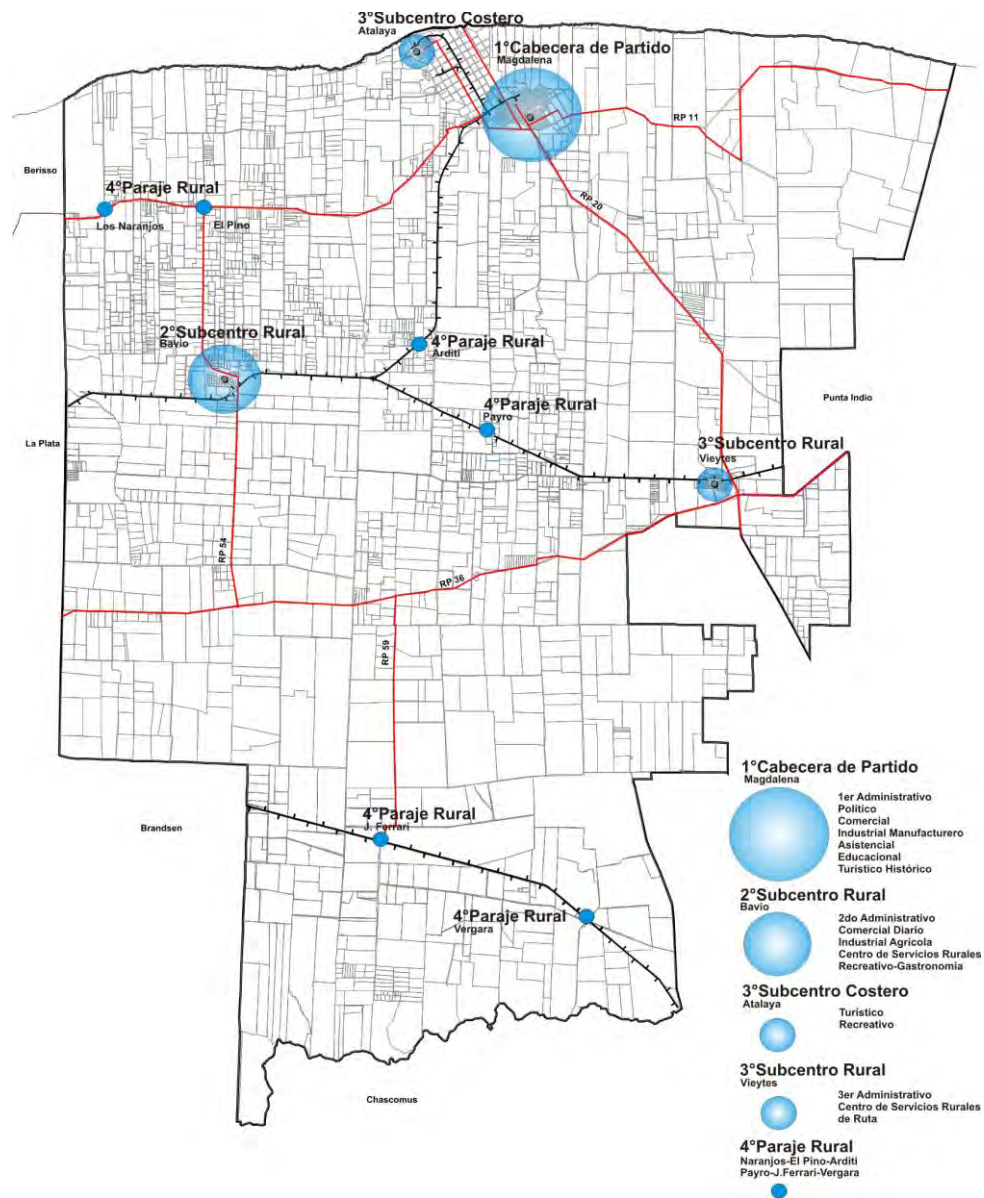 3°Subcentro Costero
Atalaya
1°Cabecera de Partido
Magdalena
RP 11
Berisso
4°Paraje Rural
RP 20
Los Naranjos
El Pino
2°Subcentro Rural
Bavio
4°Paraje Rural
Arditi
4°Paraje Rural
Payro
Punta Indio
La Plata
3°Subcentro Rural
Vieytes
RP 54
RP 36
RP 59
4°Paraje Rural
J. Ferrari
Brandsen
4°Paraje Rural
Vergara
Chascomus
1°Cabecera de Partido
Magdalena
1er Administrativo
Político
Comercial
Industrial Manufacturero
Asistencial
Educacional
Turistico Histórico
2°Subcentro Rural
Bavio
2do Administrativo
Comercial Diario
Industrial Agrícola
Centro de Servicios Rurales
Recreativo-Gastronomia
3°Subcentro Costero
Atalaya
Turístico
Recreativo
3°Subcentro Rural
Vieytes
3er Administrativo
Centro de Servicios Rurales
de Ruta
4°Paraje Rural
Naranjos-El Pino-Arditi
Payro-J.Ferrari-Vergara